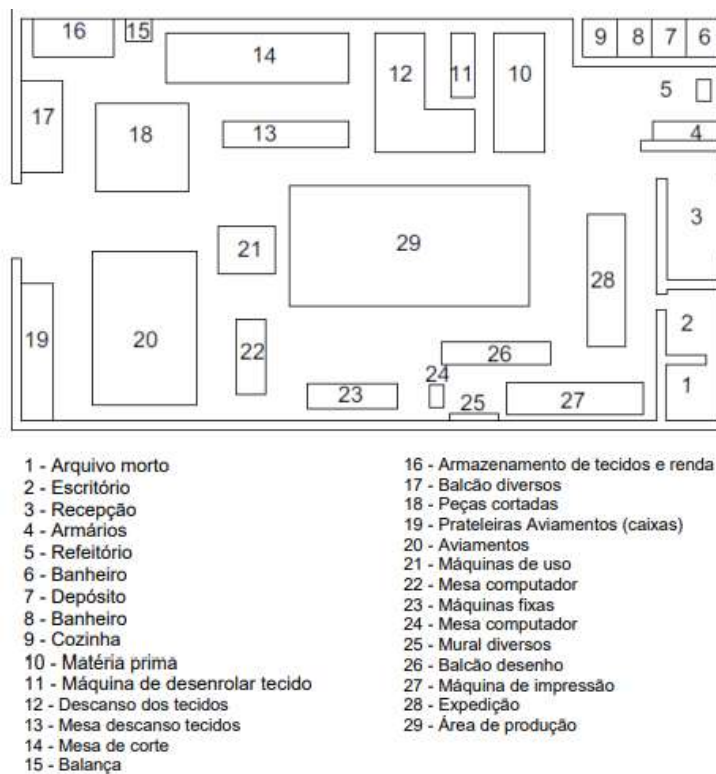 16
15
14
12
11
10
9 8 7 6
5
4
17
18
13
3
21
29
28
2
19
20
22
26
24
23
25
27
1
1 - Arquivo morto
2 - Escritório
3 - Recepção
4 - Armários
5 - Refeitório
6 - Banheiro
7 - Depósito
8 - Banheiro
9 - Cozinha
10 - Matéria prima
11 - Máquina de desenrolar tecido
12 - Descanso dos tecidos
13 - Mesa descanso tecidos
14 - Mesa de corte
15 - Balança
16 - Armazenamento de tecidos e renda
17 - Balcão diversos
18 - Peças cortadas
19 - Prateleiras Aviamentos (caixas)
20 - Aviamentos
21 - Máquinas de uso
22 - Mesa computador
23 - Máquinas fixas
24 - Mesa computador
25 - Mural diversos
26 - Balcão desenho
27 - Máquina de impressão
28 - Expedição
29 - Área de produção